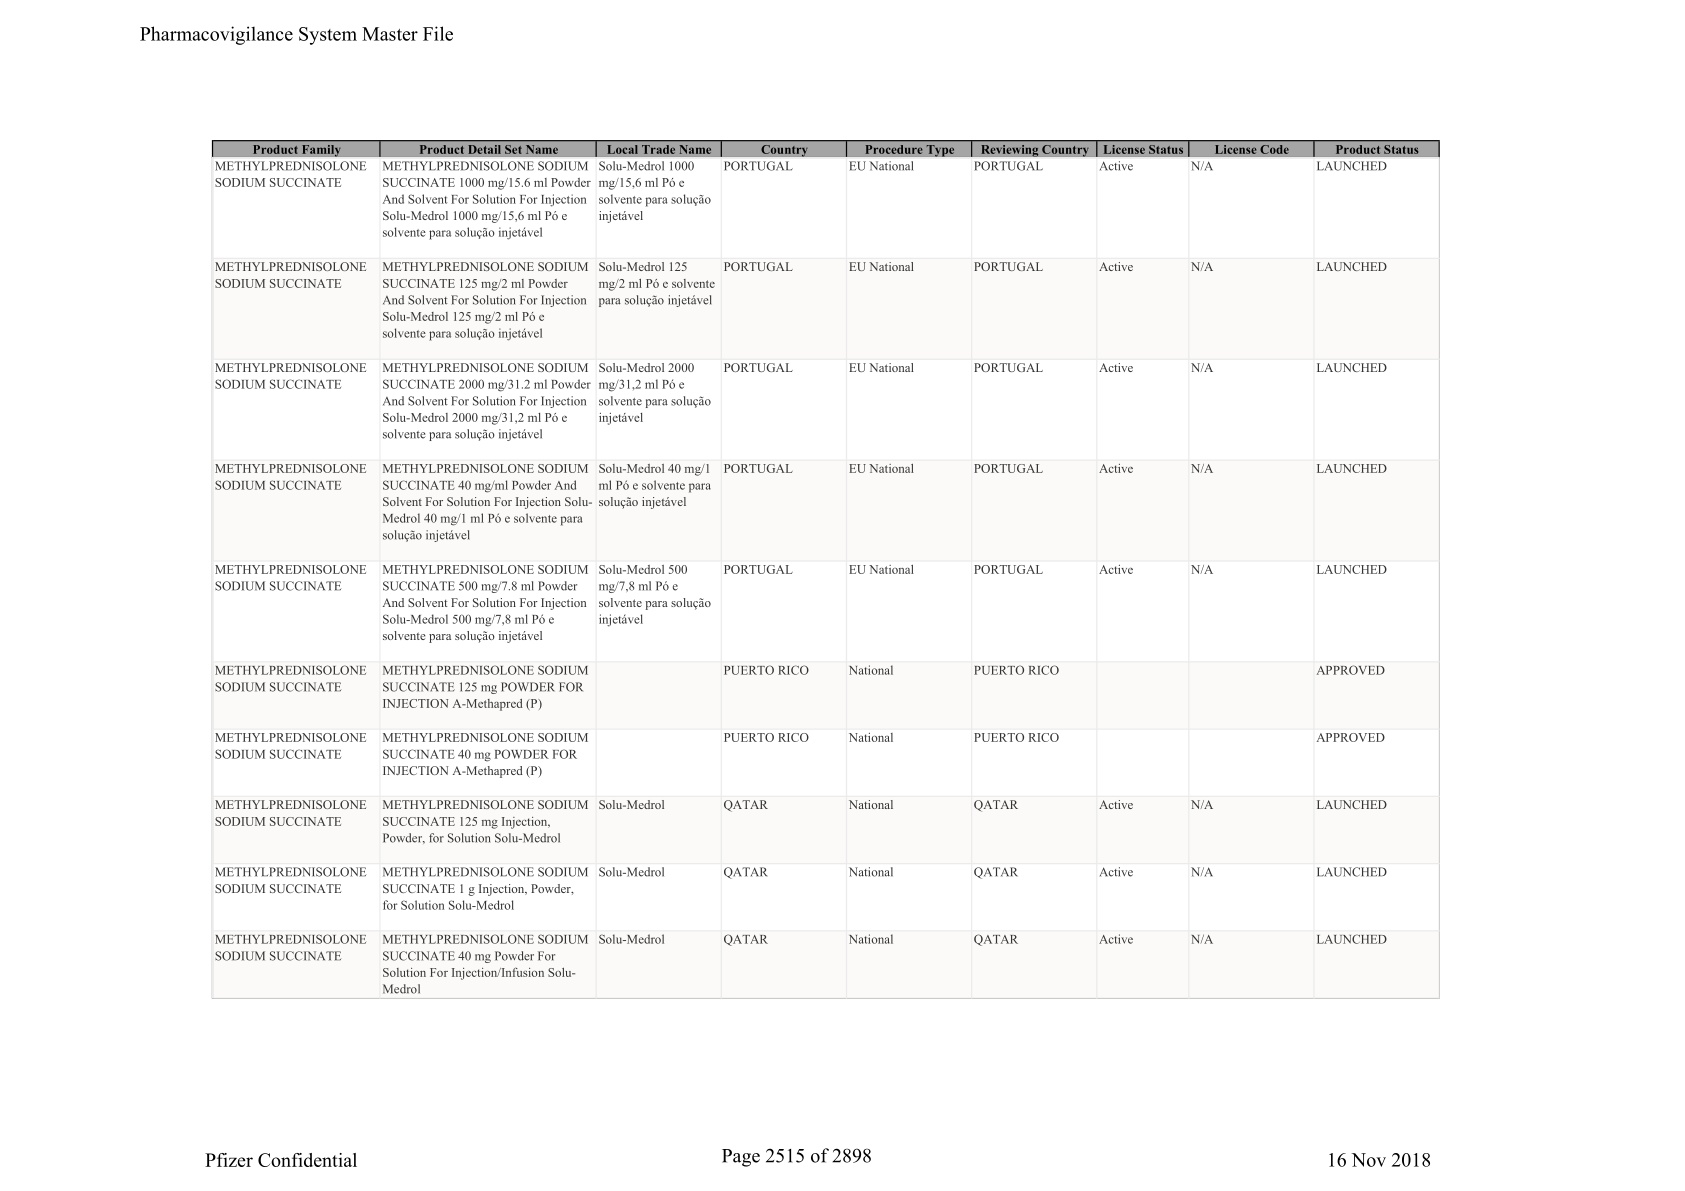 Pharmacovigilance System Master File
Product Family Product Detail Set Name Local Trade Name Country Procedure Type Reviewing Country License Status License Code Product Status
METHYLPREDNISOLONE METHYLPREDNISOLONE SODIUM Solu-Medrol 1000 PORTUGAL EU National PORTUGAL Active N/A LAUNCHED
SODIUM SUCCINATE SUCCINATE 1000 mg/15.6 ml Powder mg/15,6 ml Pó e
And Solvent For Solution For Injection solvente para solução
Solu-Medrol 1000 mg/15,6 ml Pó e injetável
solvente para solução injetável
METHYLPREDNISOLONE METHYLPREDNISOLONE SODIUM Solu-Medrol 125 PORTUGAL EU National PORTUGAL Active N/A LAUNCHED
SODIUM SUCCINATE SUCCINATE 125 mg/2 ml Powder mg/2 ml Pó e solvente
And Solvent For Solution For Injection para solução injetável
Solu-Medrol 125 mg/2 ml Pó e
solvente para solução injetável
METHYLPREDNISOLONE METHYLPREDNISOLONE SODIUM Solu-Medrol 2000 PORTUGAL EU National PORTUGAL Active N/A LAUNCHED
SODIUM SUCCINATE SUCCINATE 2000 mg/31.2 ml Powder mg/31,2 ml Pó e
And Solvent For Solution For Injection solvente para solução
Solu-Medrol 2000 mg/31,2 ml Pó e injetável
solvente para solução injetável
METHYLPREDNISOLONE METHYLPREDNISOLONE SODIUM Solu-Medrol 40 mg/1 PORTUGAL EU National PORTUGAL Active N/A LAUNCHED
SODIUM SUCCINATE SUCCINATE 40 mg/ml Powder And ml Pó e solvente para
Solvent For Solution For Injection Solu- solução injetável
Medrol 40 mg/1 ml Pó e solvente para
solução injetável
METHYLPREDNISOLONE METHYLPREDNISOLONE SODIUM Solu-Medrol 500 PORTUGAL EU National PORTUGAL Active N/A LAUNCHED
SODIUM SUCCINATE SUCCINATE 500 mg/7.8 ml Powder mg/7,8 ml Pó e
And Solvent For Solution For Injection solvente para solução
Solu-Medrol 500 mg/7,8 ml Pó e injetável
solvente para solução injetável
METHYLPREDNISOLONE METHYLPREDNISOLONE SODIUM PUERTO RICO National PUERTO RICO APPROVED
SODIUM SUCCINATE SUCCINATE 125 mg POWDER FOR
INJECTION A-Methapred (P)
METHYLPREDNISOLONE METHYLPREDNISOLONE SODIUM PUERTO RICO National PUERTO RICO APPROVED
SODIUM SUCCINATE SUCCINATE 40 mg POWDER FOR
INJECTION A-Methapred (P)
METHYLPREDNISOLONE METHYLPREDNISOLONE SODIUM Solu-Medrol QATAR National QATAR Active N/A LAUNCHED
SODIUM SUCCINATE SUCCINATE 125 mg Injection,
Powder, for Solution Solu-Medrol
METHYLPREDNISOLONE METHYLPREDNISOLONE SODIUM Solu-Medrol QATAR National QATAR Active N/A LAUNCHED
SODIUM SUCCINATE SUCCINATE 1 g Injection, Powder,
for Solution Solu-Medrol
METHYLPREDNISOLONE METHYLPREDNISOLONE SODIUM Solu-Medrol QATAR National QATAR Active N/A LAUNCHED
SODIUM SUCCINATE SUCCINATE 40 mg Powder For
Solution For Injection/Infusion Solu-
Medrol
Pfizer Confidential Page 2515 of 2898 16 Nov 2018